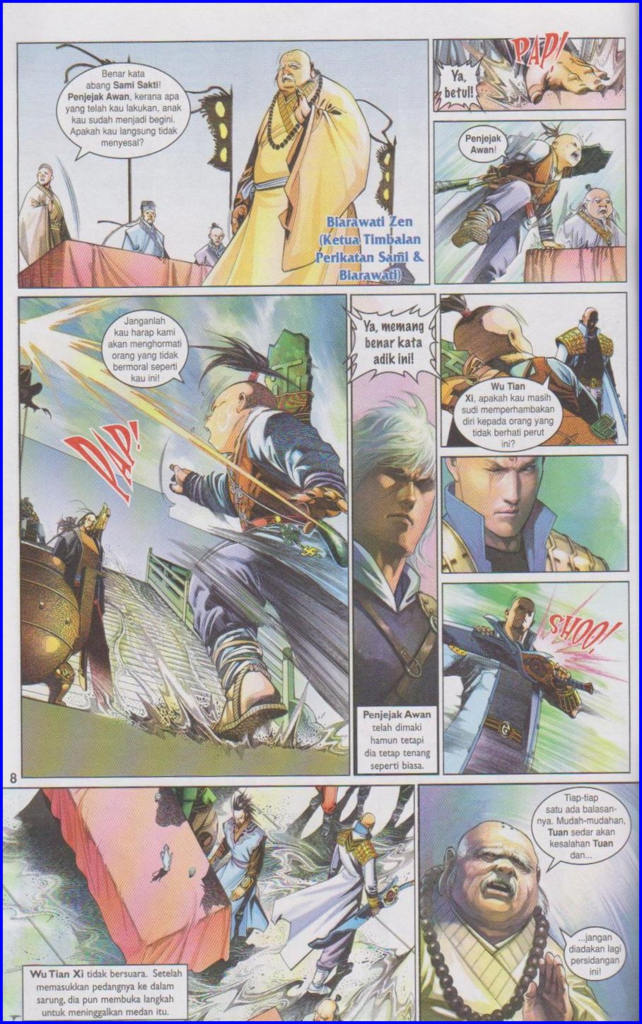 Benar kata
abang Sami Sakti!
Penjejak Awan, kerana apa
yang telah kau lakukan, anak
kau sudah menjadi begini.
Apakah kau langsung tidak
menyesal?
Biarawati Zen
(Ketua Timbalan
Perikatan Sami &
Biarawati)
PAP!
Ya,
betul!
Penjejak
Awan!
Janganlah
kau harap kami
akan menghormati
orang yang tidak
bermoral seperti
kau ini!
PAP!
Ya, memang
benar kata
adik ini!
Penjejak Awan
telah dimaki
hamun tetapi
dia tetap tenang
seperti biasa.
Wu Tian
Xi, apakah kau masih
sudi memperhambakan
diri kepada orang yang
tidak berhati perut
ini?
SHOO!
8
Wu Tian Xi tidak bersuara. Setelah
memasukkan pedangnya ke dalam
sarung, dia pun membuka langkah
untuk meninggalkan medan itu.
Tiap-tiap
satu ada balasan-
nya. Mudah-mudahan,
Tuan sedar akan
kesalahan Tuan
dan...
...jangan
diadakan lagi
persidangan
ini!